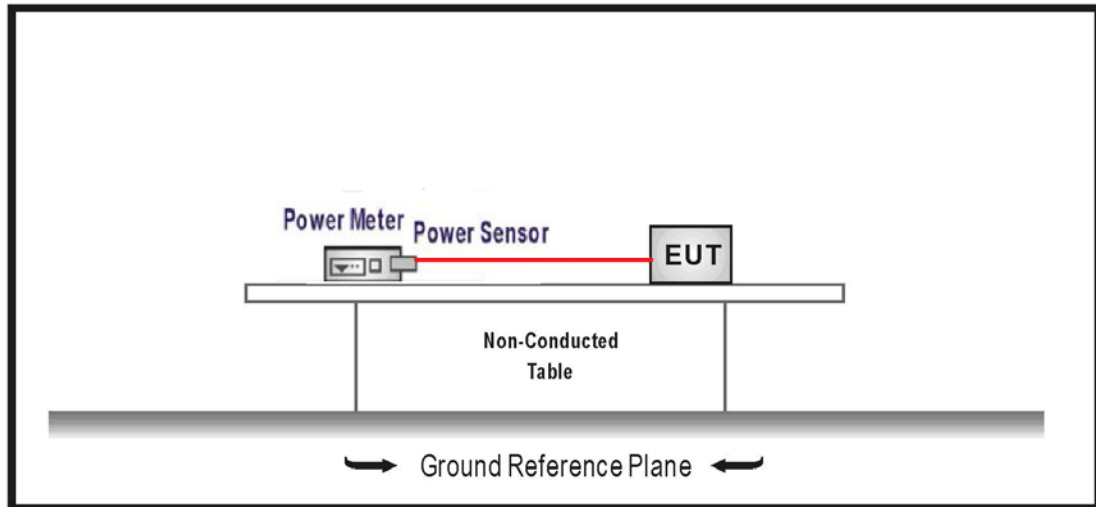 Power Meter
Power Sensor
EUT
Non-Conducted
Table
Ground Reference Plane